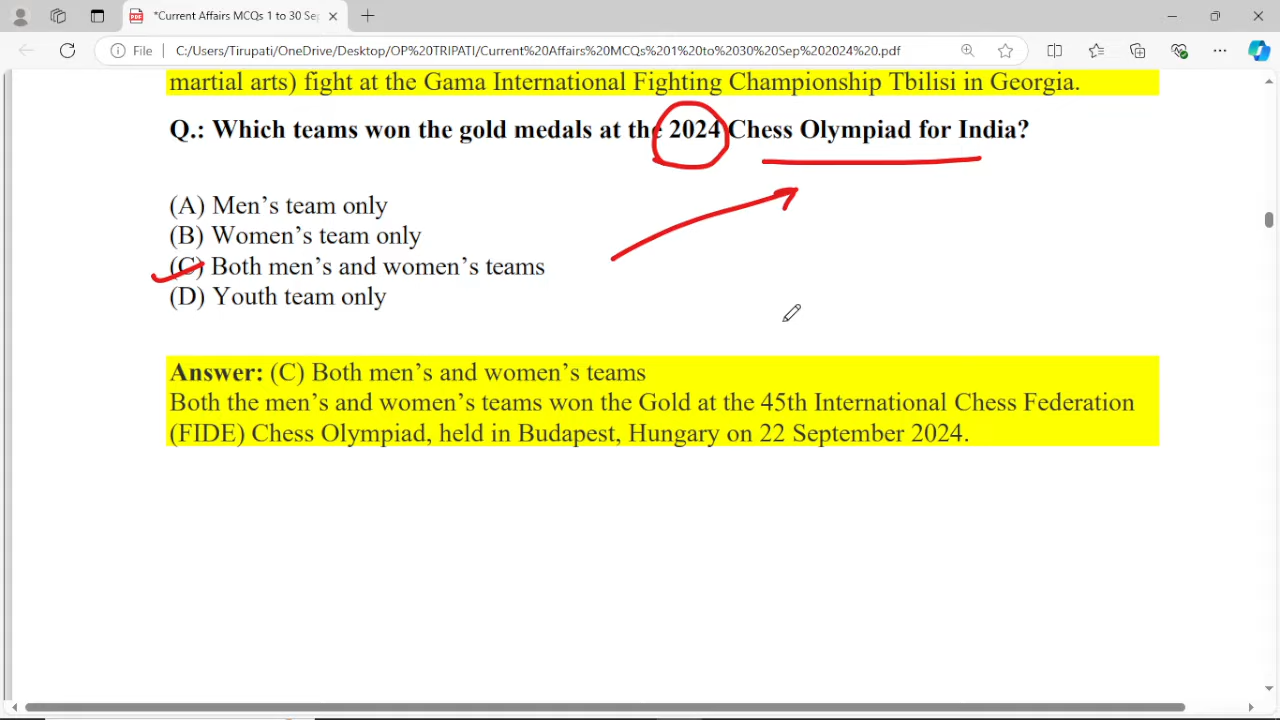 *Current Affairs MCQs 1 to 30 Sep
File
C:/Users/Tirupati/OneDrive/Desktop/OP%20TRIPATI/Current%20Affairs%20MCQs%201%20to%2030%20Sep%202024%20.pdf
martial arts) fight at the Gama International Fighting Championship Tbilisi in Georgia.
Q.: Which teams won the gold medals at the 2024 Chess Olympiad for India?
(A) Men’s team only
(B) Women’s team only
(C) Both men’s and women’s teams
(D) Youth team only
Answer: (C) Both men’s and women’s teams
Both the men’s and women’s teams won the Gold at the 45th International Chess Federation
(FIDE) Chess Olympiad, held in Budapest, Hungary on 22 September 2024.